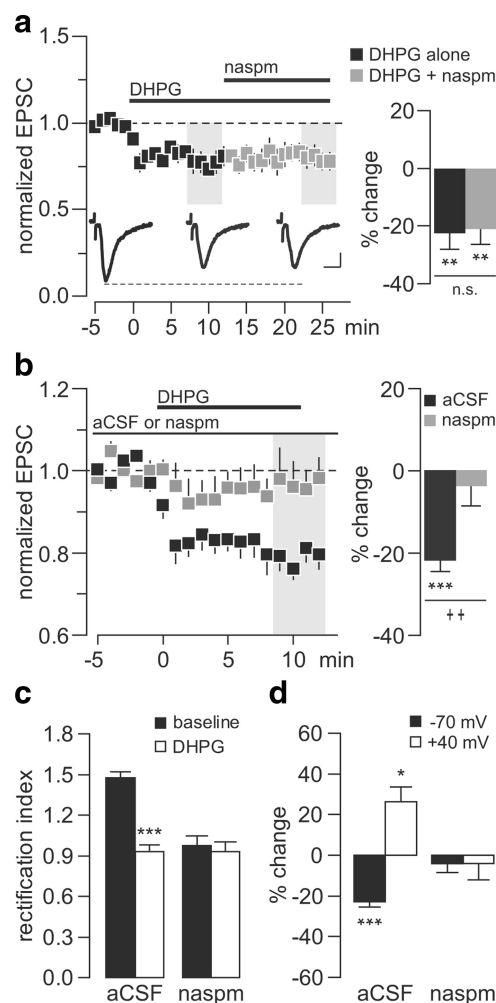 a
DHPG alone
DHPG + naspm
naspm
DHPG
normalized EPSC
1.5
1.0
0.5
0.0
-5 0 5 10 15 20 25 min
% change
20
0
-20
-40
** **
n.s.
b
DHPG
aCSF or naspm
aCSF
naspm
normalized EPSC
1.2
1.0
0.8
0.6
-5 0 5 10 min
% change
20
0
-20
-40
***
‡‡
c
baseline
DHPG
rectification index
1.8
1.5
1.2
0.9
0.6
0.3
0.0
***
aCSF naspm
d
-70 mV
+40 mV
% change
60
40
20
0
-20
-40
-60
*
***
aCSF naspm